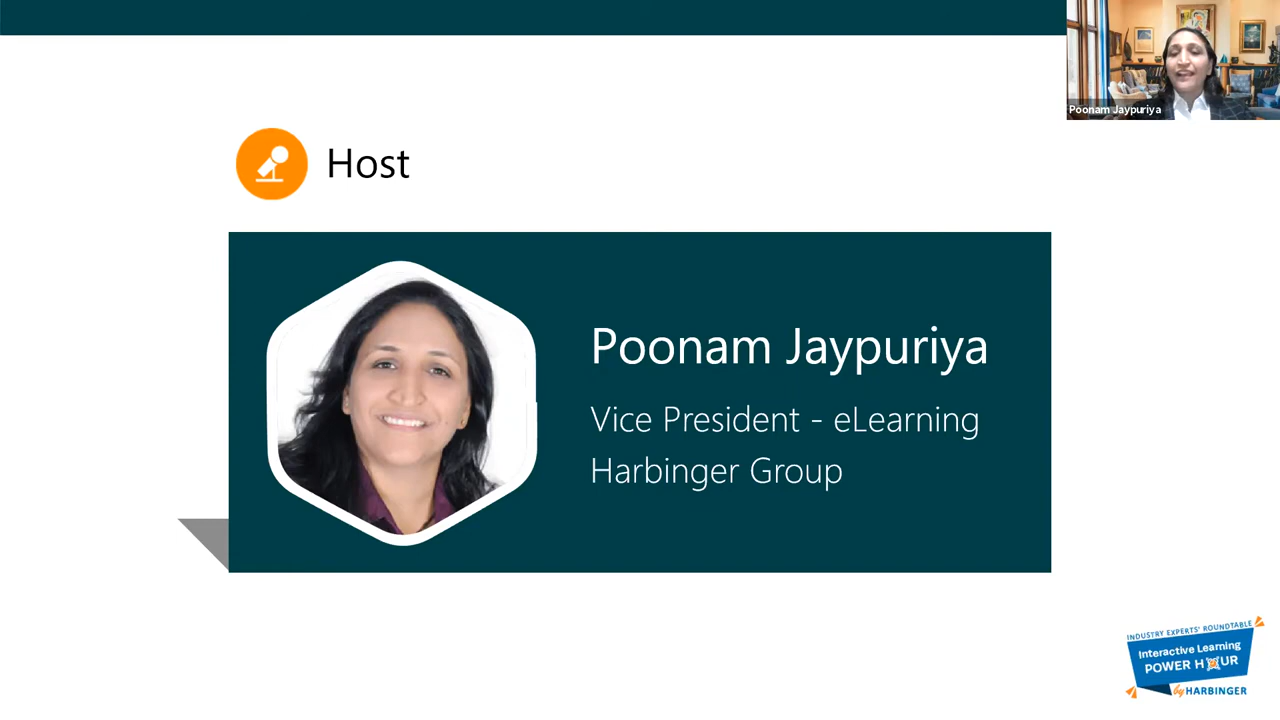 Poonam Jaypuriya
Host
Poonam Jaypuriya
Vice President - eLearning
Harbinger Group
INDUSTRY EXPERTS' ROUNDTABLE
Interactive Learning
POWER HOUR
by HARBINGER